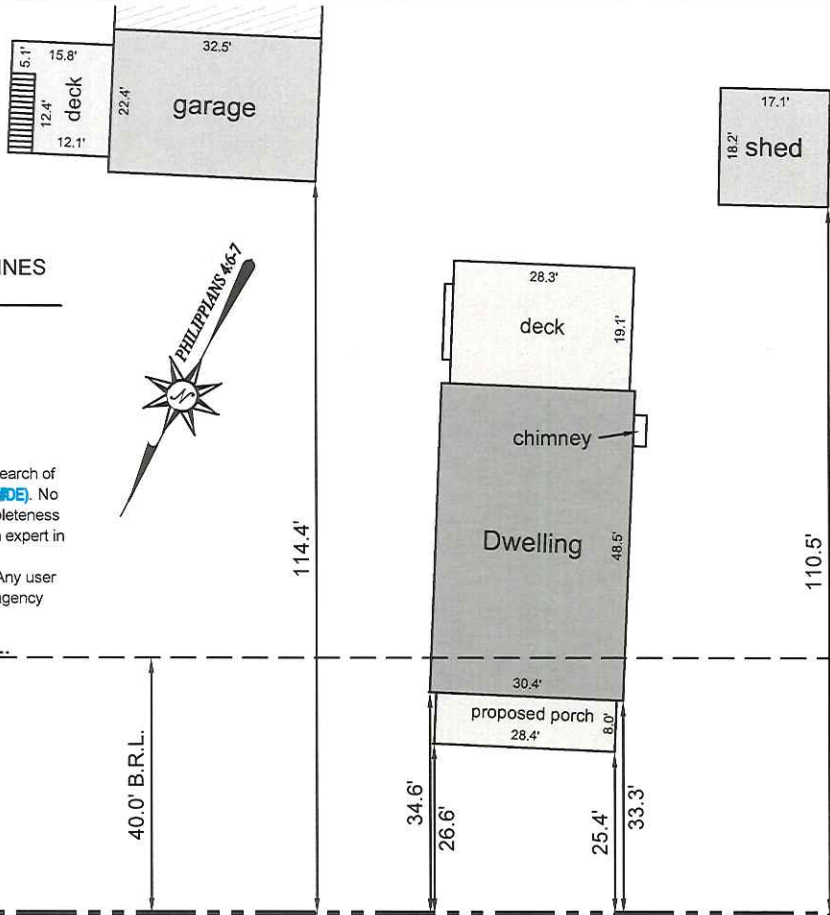 32.5'
5.1'
15.8'
deck
12.4'
12.1'
22.4'
garage
17.1'
18.2'
shed
INES
PHILIPPIANS 4:6-7
N
28.3'
deck
19.1'
chimney
earch of
DE). No
pleteness
n expert in
Any user
agency
114.4'
Dwelling
48.5'
110.5'
30.4'
proposed porch
8.0'
28.4'
40.0' B.R.L.
34.6'
26.6'
25.4'
33.3'